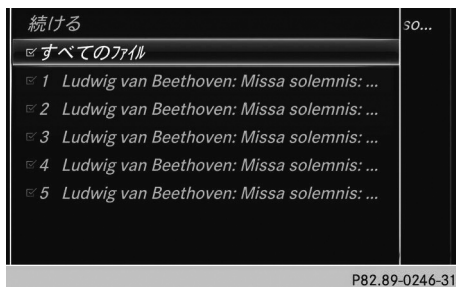 続ける
so...
☑ すべてのファイル
☑ 1 Ludwig van Beethoven: Missa solemnis: ...
☑ 2 Ludwig van Beethoven: Missa solemnis: ...
☑ 3 Ludwig van Beethoven: Missa solemnis: ...
☑ 4 Ludwig van Beethoven: Missa solemnis: ...
☑ 5 Ludwig van Beethoven: Missa solemnis: ...
P82.89-0246-31